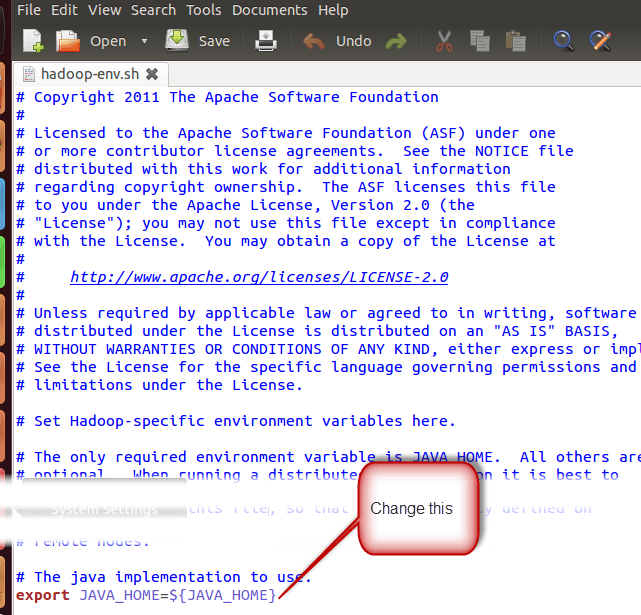 File Edit View Search Tools Documents Help
Open Save Undo
hadoop-env.sh
# Copyright 2011 The Apache Software Foundation
#
# Licensed to the Apache Software Foundation (ASF) under one
# or more contributor license agreements.  See the NOTICE file
# distributed with this work for additional information
# regarding copyright ownership.  The ASF licenses this file
# to you under the Apache License, Version 2.0 (the
# "License"); you may not use this file except in compliance
# with the License.  You may obtain a copy of the License at
#
#     http://www.apache.org/licenses/LICENSE-2.0
#
# Unless required by applicable law or agreed to in writing, software
# distributed under the License is distributed on an "AS IS" BASIS,
# WITHOUT WARRANTIES OR CONDITIONS OF ANY KIND, either express or impl
# See the License for the specific language governing permissions and
# limitations under the License.
# Set Hadoop-specific environment variables here.
# The only required environment variable is JAVA_HOME.  All others are
# optional.  When running a distribute on it is best to
System Settings this file, so that defined on
# remote nodes.
Change this
# The java implementation to use.
export JAVA_HOME=${JAVA_HOME}